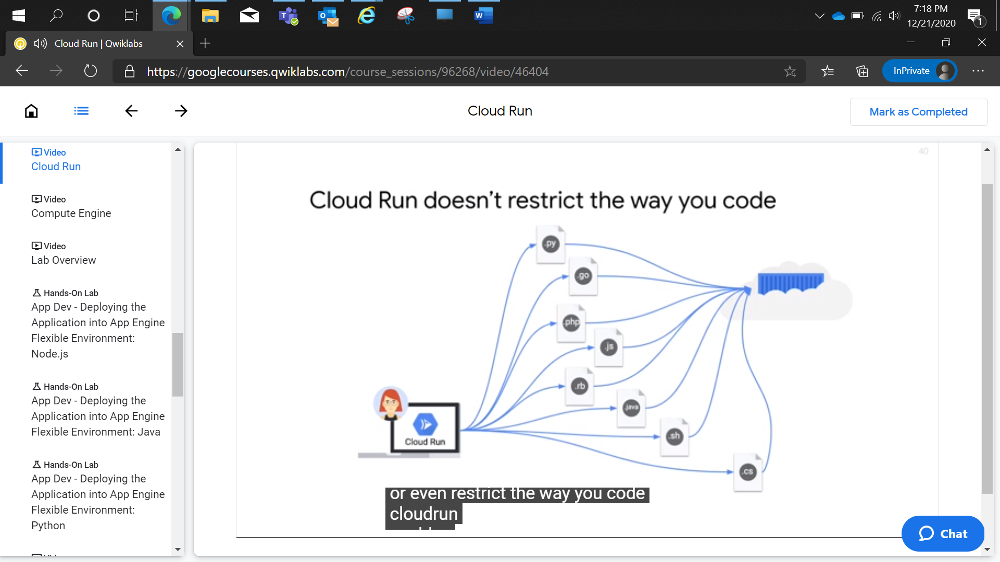 7:18 PM
12/21/2020
1
Cloud Run | Qwiklabs
https://googlecourses.qwiklabs.com/course_sessions/96268/video/46404
InPrivate
Cloud Run
Mark as Completed
Video
Cloud Run
Video
Compute Engine
Video
Lab Overview
Hands-On Lab
App Dev - Deploying the
Application into App Engine
Flexible Environment:
Node.js
Hands-On Lab
App Dev - Deploying the
Application into App Engine
Flexible Environment: Java
Hands-On Lab
App Dev - Deploying the
Application into App Engine
Flexible Environment:
Python
40
Cloud Run doesn’t restrict the way you code
.py
.go
.php
.js
.rb
.java
.sh
.cs
Cloud Run
or even restrict the way you code
cloudrun
Chat